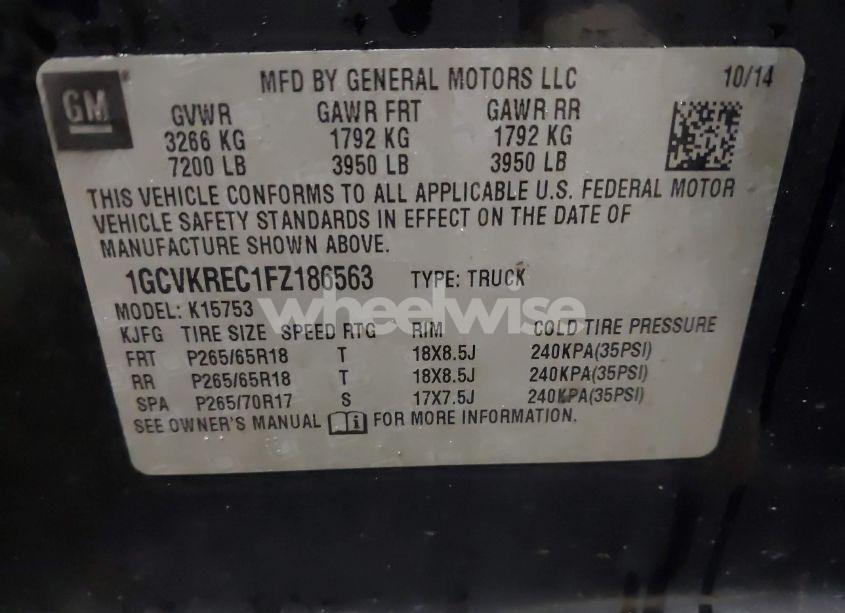 GM
MFD BY GENERAL MOTORS LLC 10/14
GVWR GAWR FRT GAWR RR
3266 KG 1792 KG 1792 KG
7200 LB 3950 LB 3950 LB
THIS VEHICLE CONFORMS TO ALL APPLICABLE U.S. FEDERAL MOTOR
VEHICLE SAFETY STANDARDS IN EFFECT ON THE DATE OF
MANUFACTURE SHOWN ABOVE.
1GCVKREC1FZ186563 TYPE: TRUCK
MODEL: K15753
wheelwise
KJFG TIRE SIZE SPEED RTG RIM COLD TIRE PRESSURE
FRT P265/65R18 T 18X8.5J 240KPA(35PSI)
RR P265/65R18 T 18X8.5J 240KPA(35PSI)
SPA P265/70R17 S 17X7.5J 240KPA(35PSI)
SEE OWNER'S MANUAL i FOR MORE INFORMATION.